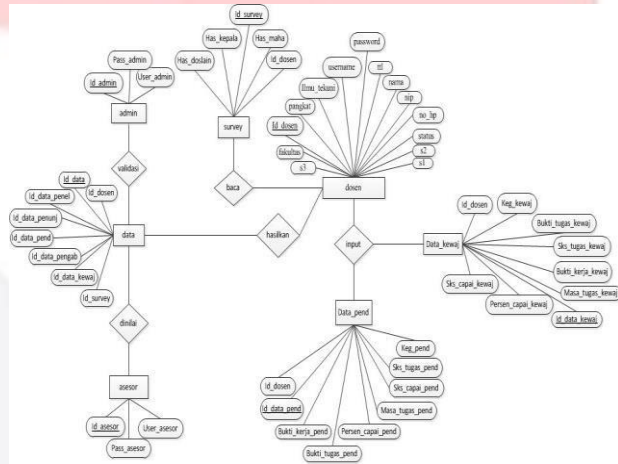 Id_survey
Has_kepala
Has_maha
Has_doslain
Id_dosen
Pass_admin
Id_admin
User_admin
admin
survey
password
username
ttl
Ilmu_tekuni
nama
pangkat
nip
Id_dosen
no_hp
fakultas
status
s3
s2
s1
validasi
baca
dosen
Id_data
Id_dosen
Id_data_penel
Id_data_penunj
Id_data_pend
Id_data_pengab
Id_data_kewaj
Id_survey
data
hasilkan
input
Data_kewaj
Id_dosen
Keg_kewaj
Bukti_tugas_kewaj
Sks_tugas_kewaj
Bukti_kerja_kewaj
Masa_tugas_kewaj
Id_data_kewaj
Persen_capai_kewaj
Sks_capai_kewaj
dinilai
Data_pend
Keg_pend
Sks_tugas_pend
Sks_capai_pend
Masa_tugas_pend
Persen_capai_pend
Bukti_tugas_pend
Bukti_kerja_pend
Id_data_pend
Id_dosen
asesor
Id_asesor
User_asesor
Pass_asesor